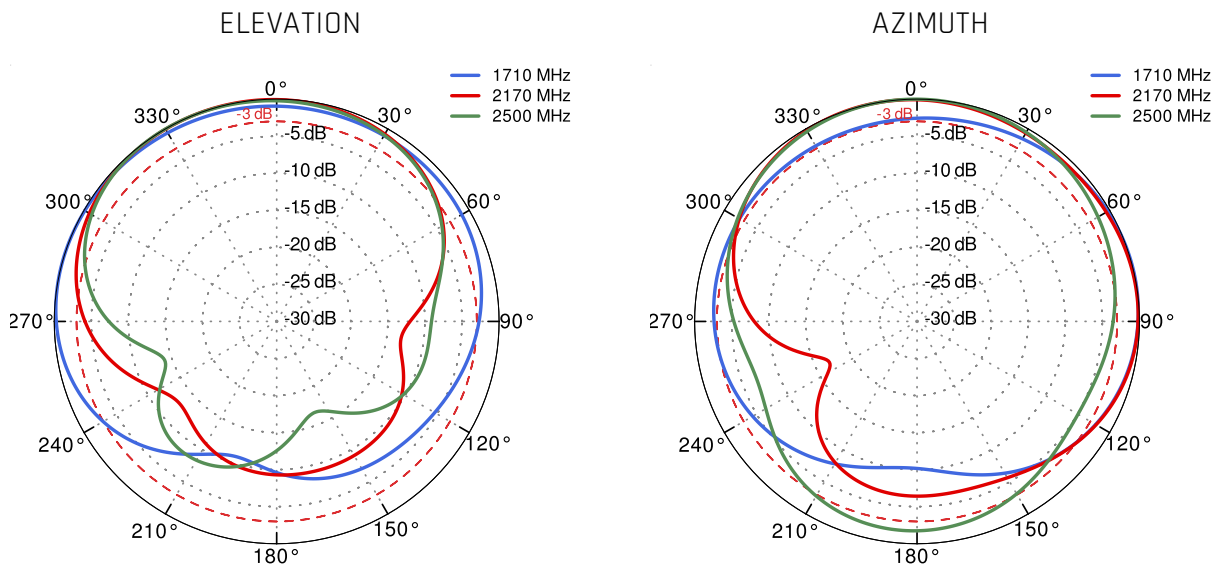 ELEVATION
1710 MHz
2170 MHz
2500 MHz
0°
330°
-3 dB
30°
-5 dB
-10 dB
300°
60°
-15 dB
-20 dB
-25 dB
270°
-30 dB
90°
240°
120°
210°
150°
180°
AZIMUTH
1710 MHz
2170 MHz
2500 MHz
0°
330°
-3 dB
30°
-5 dB
-10 dB
300°
60°
-15 dB
-20 dB
-25 dB
270°
-30 dB
90°
240°
120°
210°
150°
180°